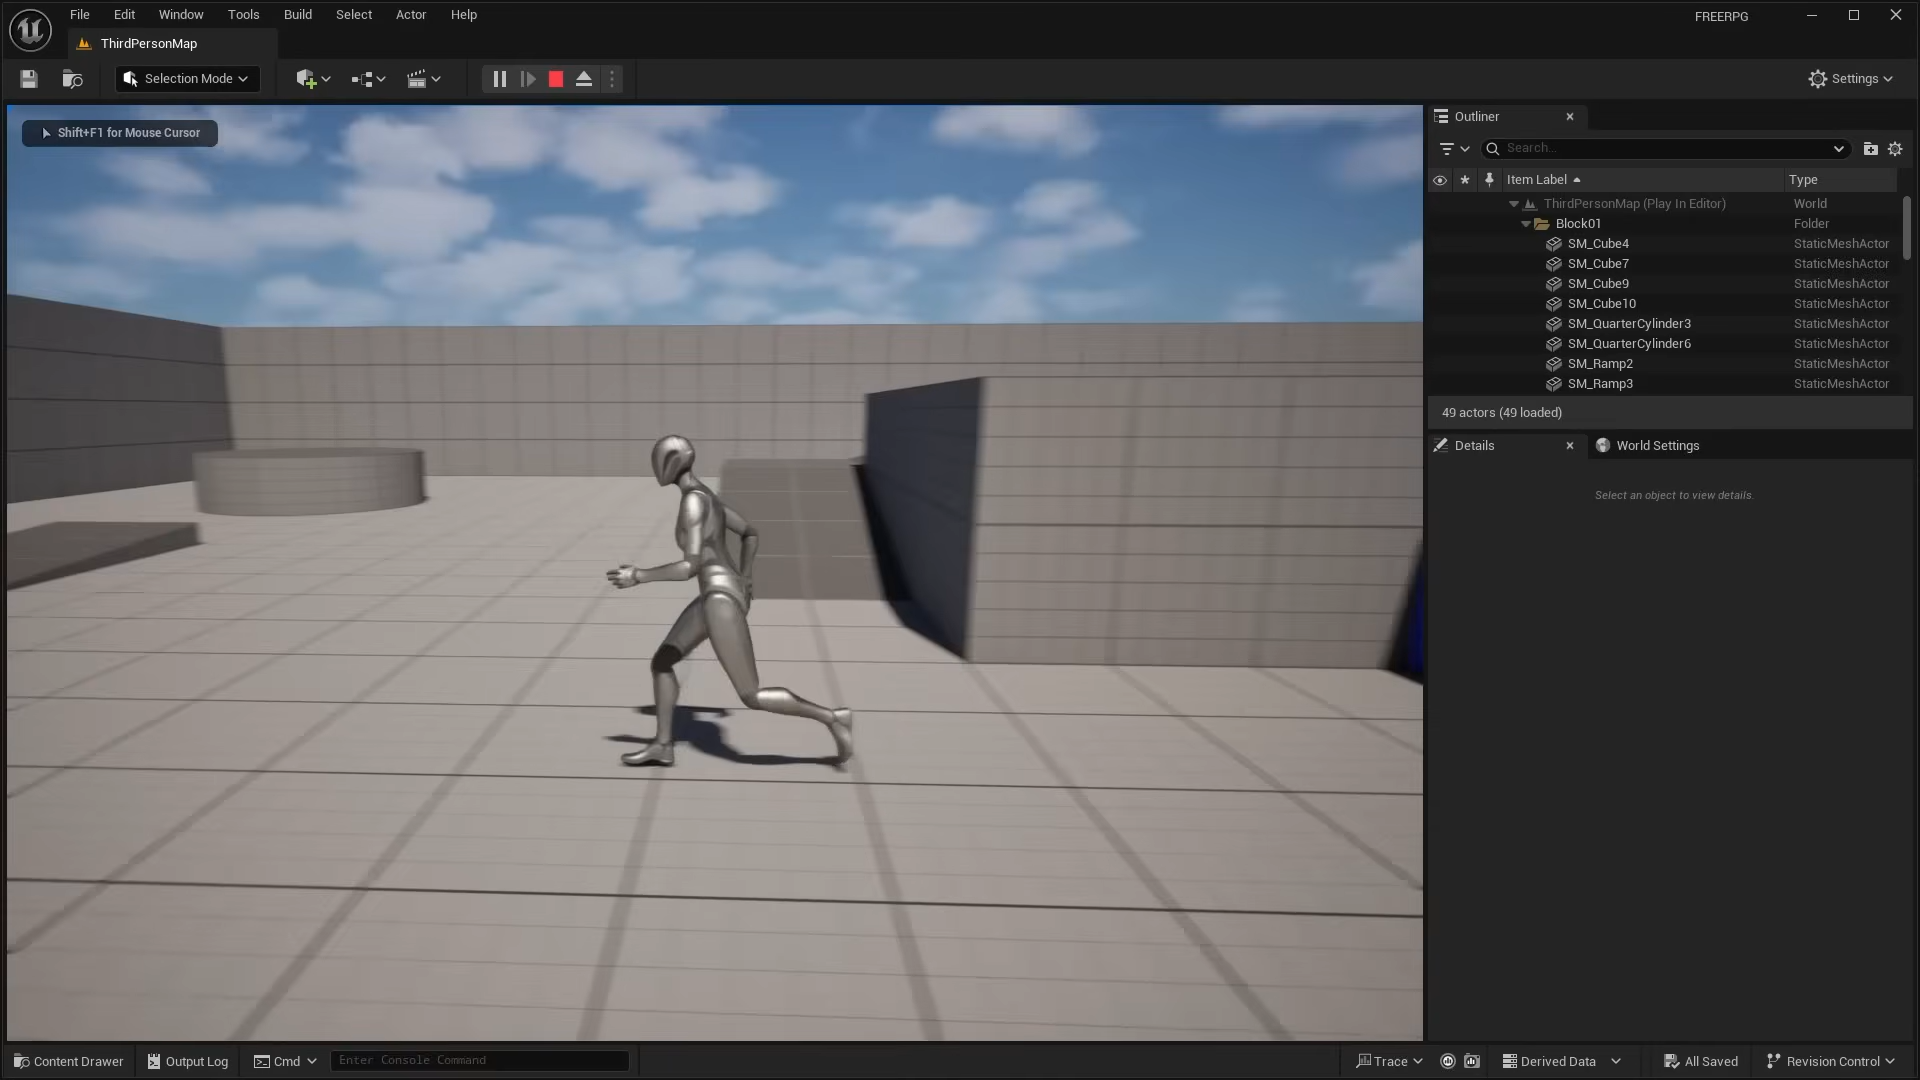 File Edit Window Tools Build Select Actor Help
FREERPG
ThirdPersonMap
Selection Mode
Settings
Shift+F1 for Mouse Cursor
Outliner
Search...
Item Label Type
ThirdPersonMap (Play In Editor) World
Block01 Folder
SM_Cube4 StaticMeshActor
SM_Cube7 StaticMeshActor
SM_Cube9 StaticMeshActor
SM_Cube10 StaticMeshActor
SM_QuarterCylinder3 StaticMeshActor
SM_QuarterCylinder6 StaticMeshActor
SM_Ramp2 StaticMeshActor
SM_Ramp3 StaticMeshActor
49 actors (49 loaded)
Details World Settings
Select an object to view details.
Content Drawer Output Log Cmd Enter Console Command Trace Derived Data All Saved Revision Control